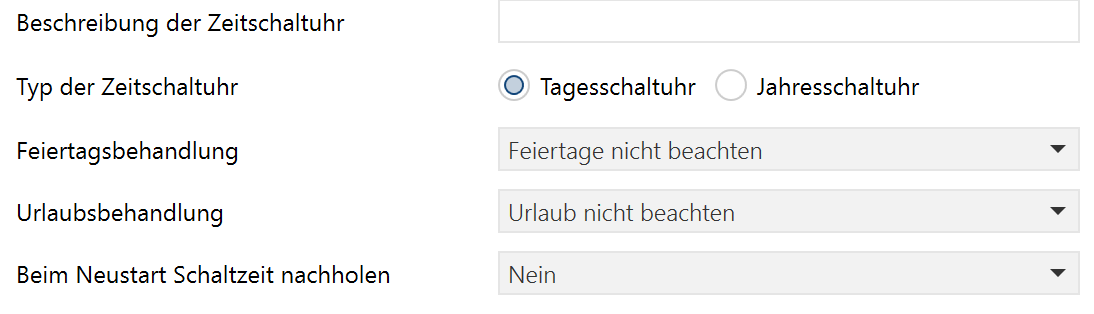 Beschreibung der Zeitschaltuhr
Typ der Zeitschaltuhr Tagesschaltuhr Jahresschaltuhr
Feiertagsbehandlung Feiertage nicht beachten
Urlaubsbehandlung Urlaub nicht beachten
Beim Neustart Schaltzeit nachholen Nein